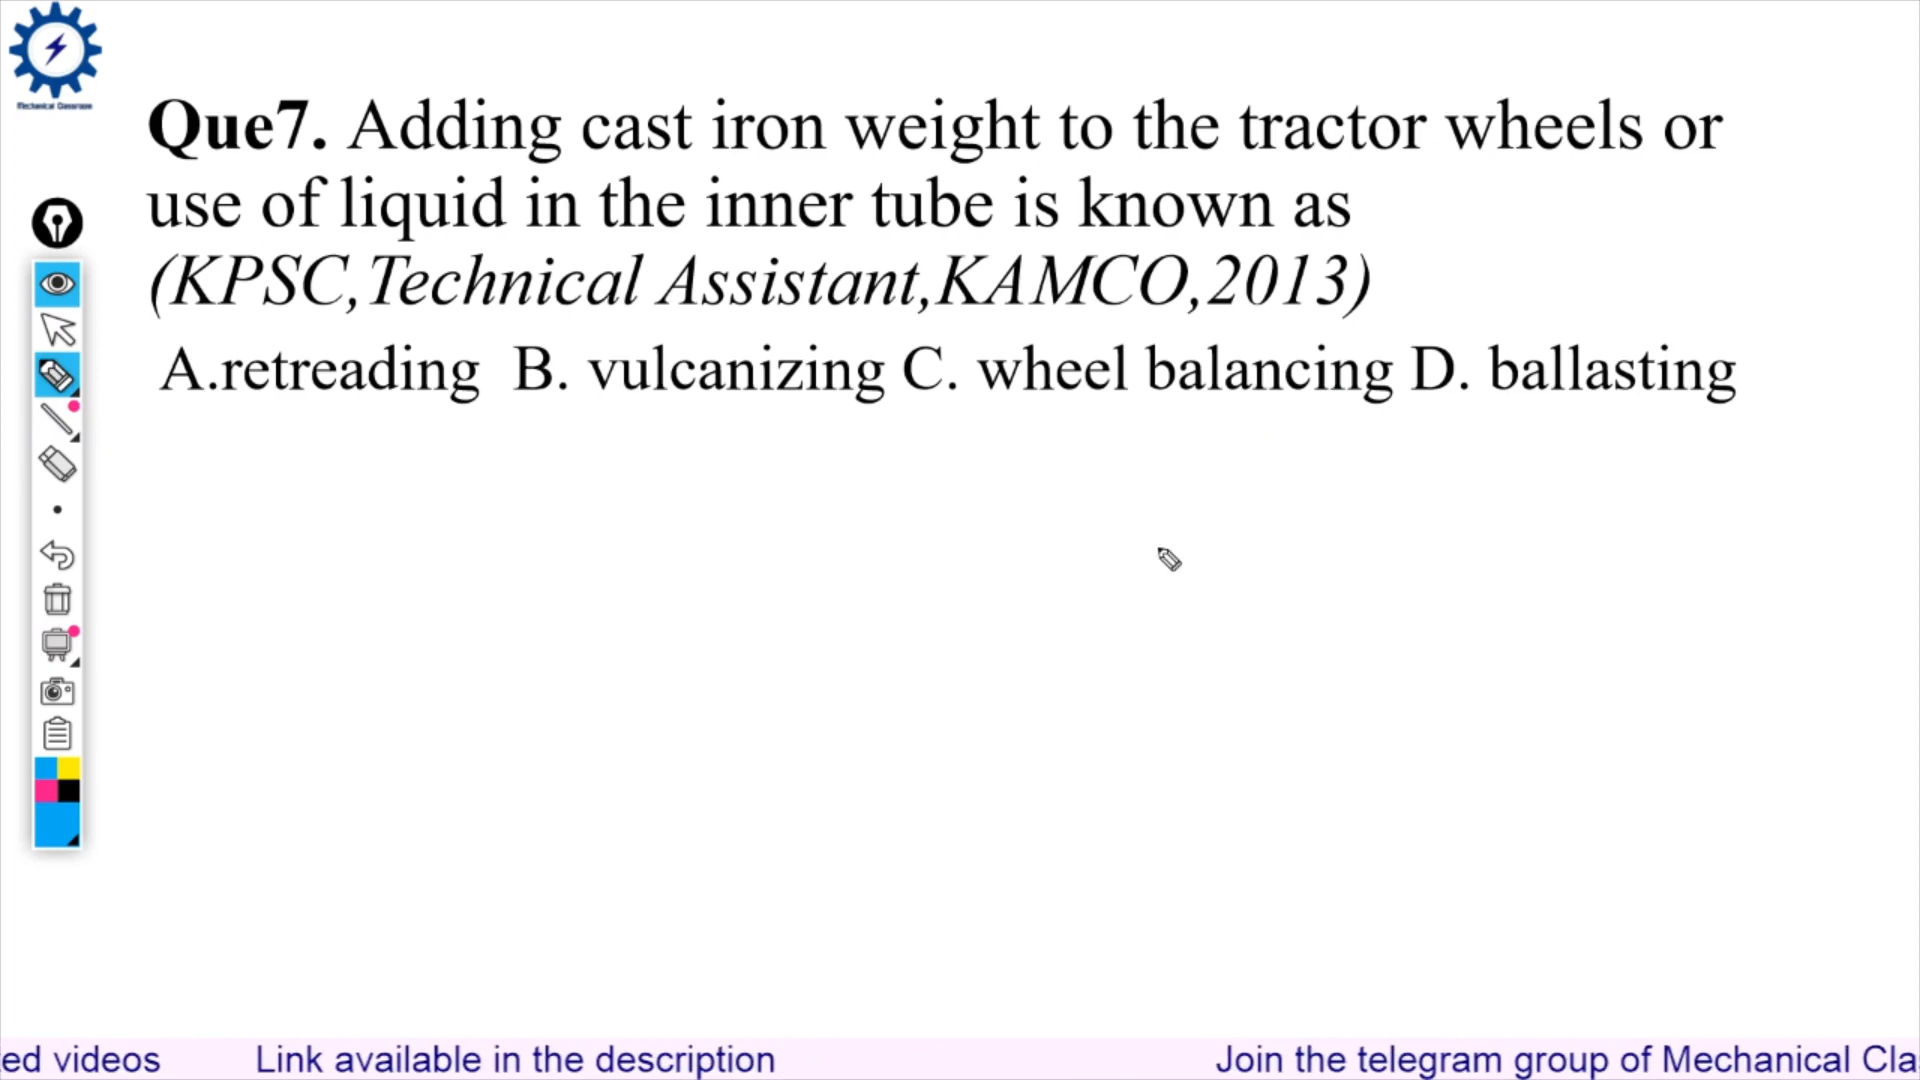 Mechanical Classroom
Que7. Adding cast iron weight to the tractor wheels or
use of liquid in the inner tube is known as
(KPSC,Technical Assistant,KAMCO,2013)
A.retreading B. vulcanizing C. wheel balancing D. ballasting
ed videos Link available in the description Join the telegram group of Mechanical Cla